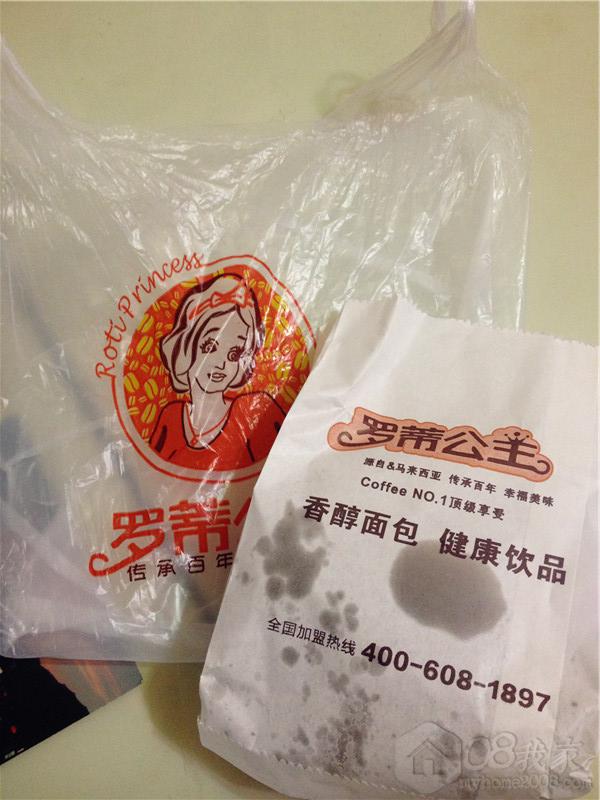 Roti Princess
罗蒂公
传承百年
罗蒂公主
源自&马来西亚 传承百年 幸福美味
Coffee NO.1顶级享受
香醇面包 健康饮品
全国加盟热线 400-608-1897
08我家
myhome2008.com